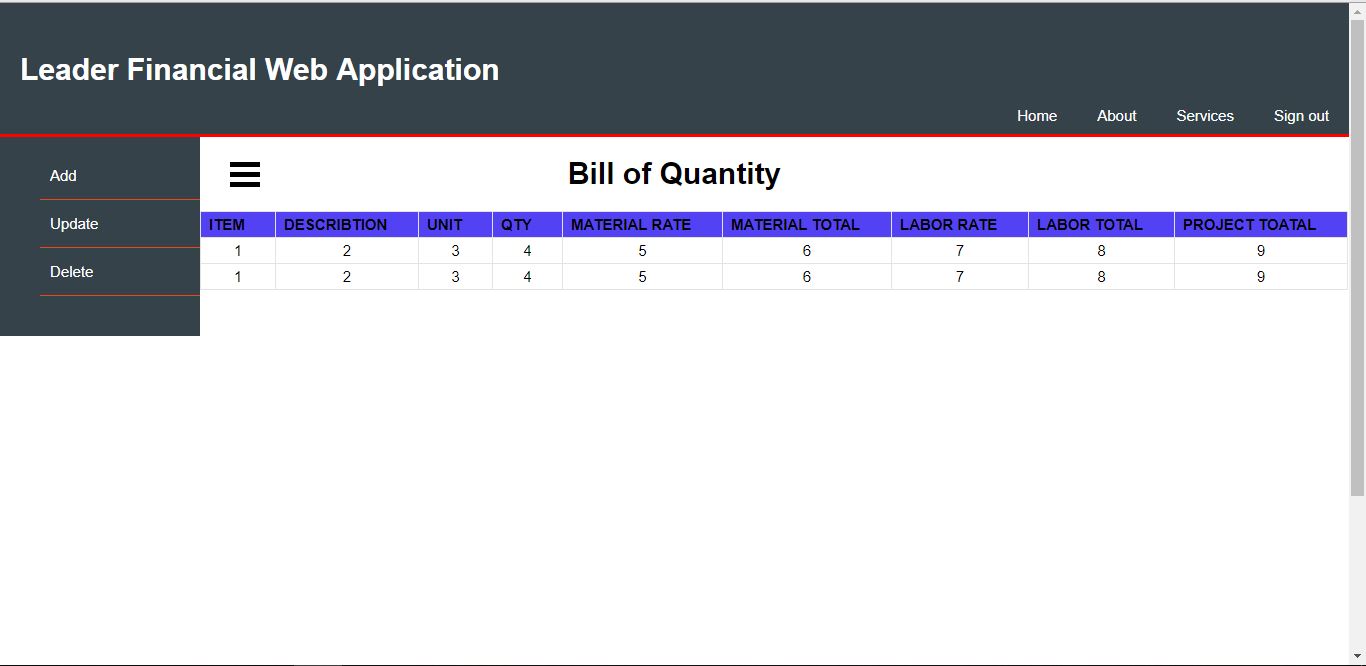 Leader Financial Web Application
Home About Services Sign out
Add
Update
Delete
Bill of Quantity
ITEM DESCRIBTION UNIT QTY MATERIAL RATE MATERIAL TOTAL LABOR RATE LABOR TOTAL PROJECT TOATAL
1 2 3 4 5 6 7 8 9
1 2 3 4 5 6 7 8 9